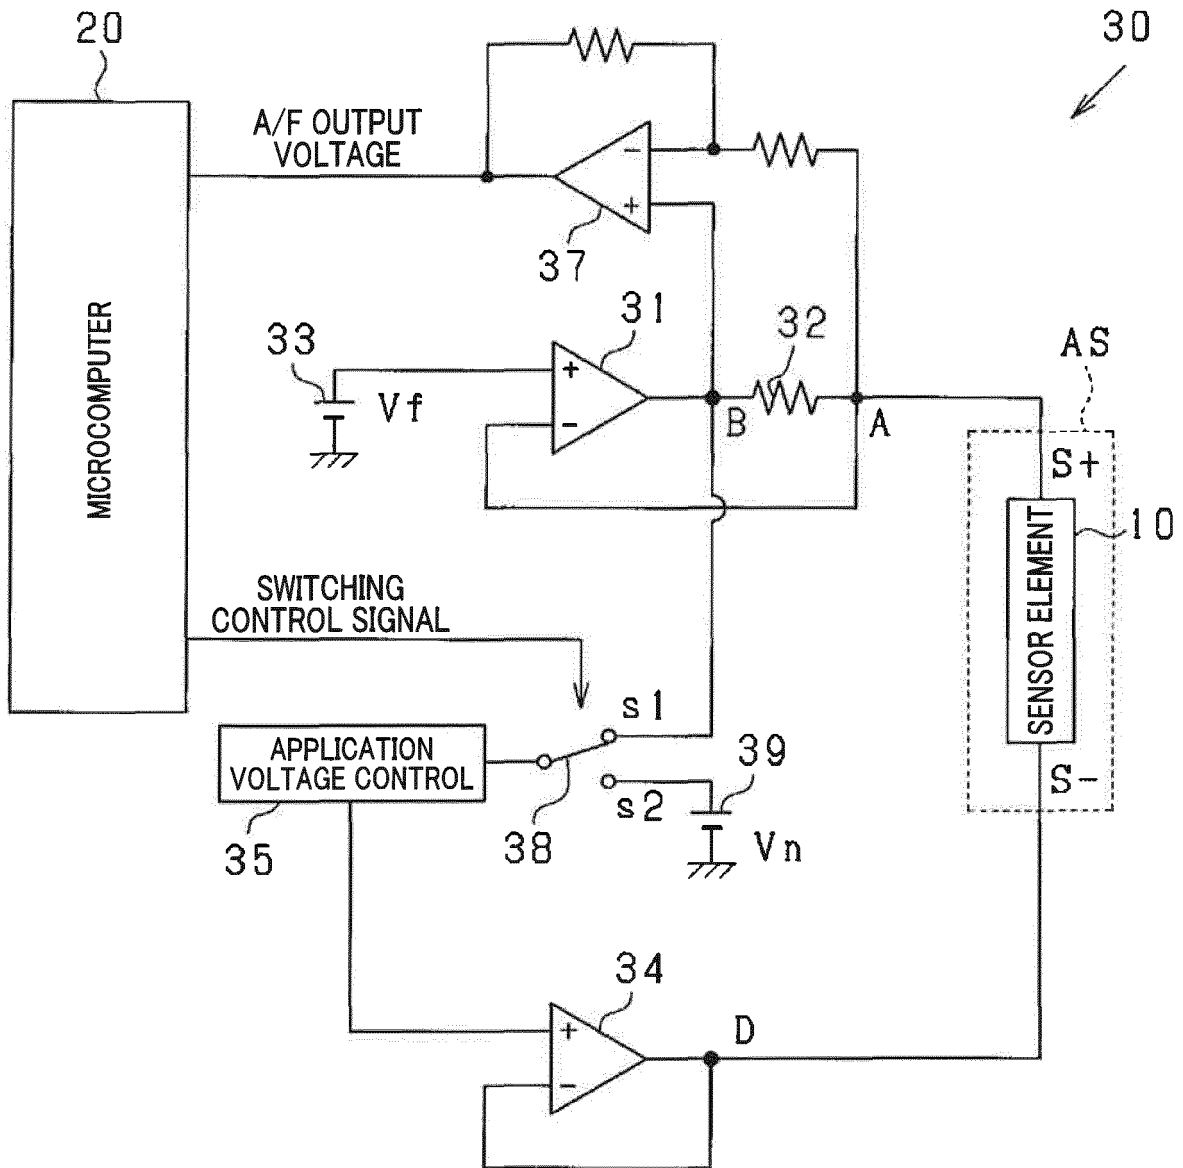 20
30
A/F OUTPUT
VOLTAGE
-
+
37
31
32
33
AS
+
Vf
-
B
A
S+
MICROCOMPUTER
10
SENSOR ELEMENT
SWITCHING
CONTROL SIGNAL
s1
APPLICATION
VOLTAGE CONTROL
39
S-
s2
35
38
Vn
34
+
D
-